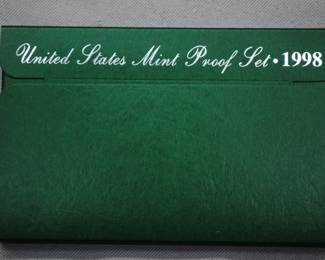 United States Mint Proof Set • 1998